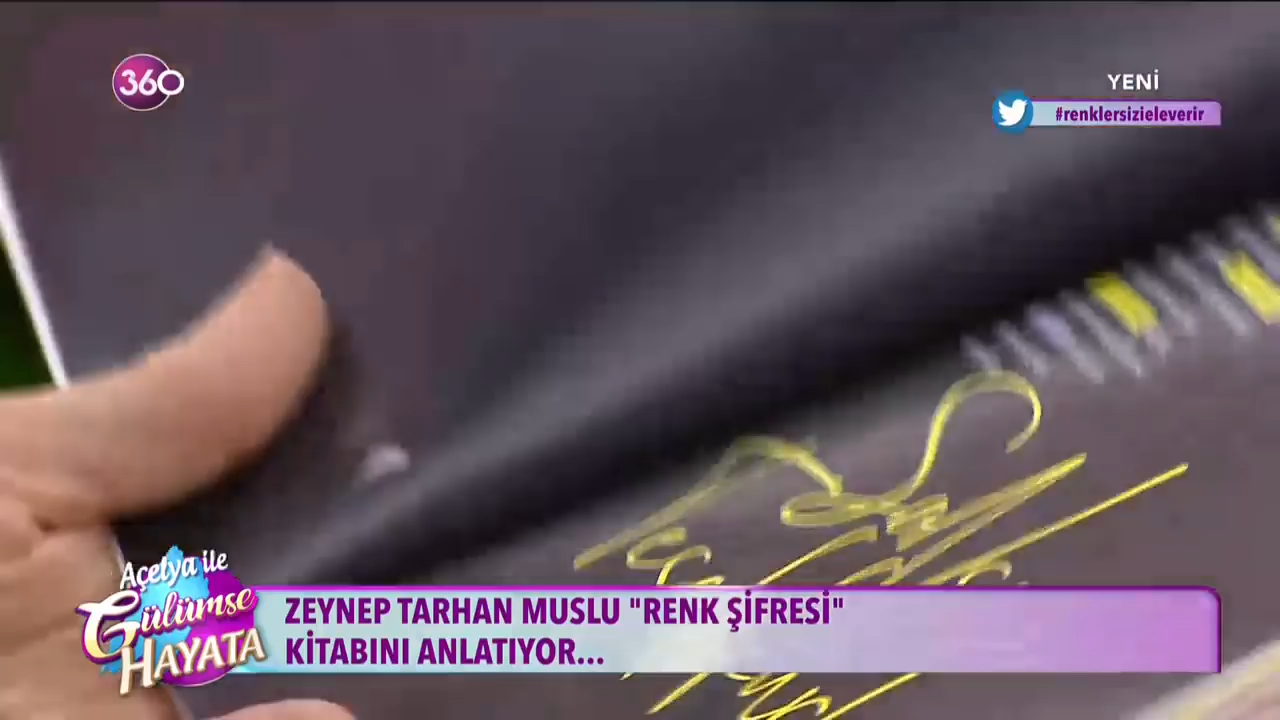 360
YENİ
#renklersizieleverir
Açelya ile
Gülümse
HAYATA
ZEYNEP TARHAN MUSLU "RENK ŞİFRESİ"
KİTABINI ANLATIYOR...